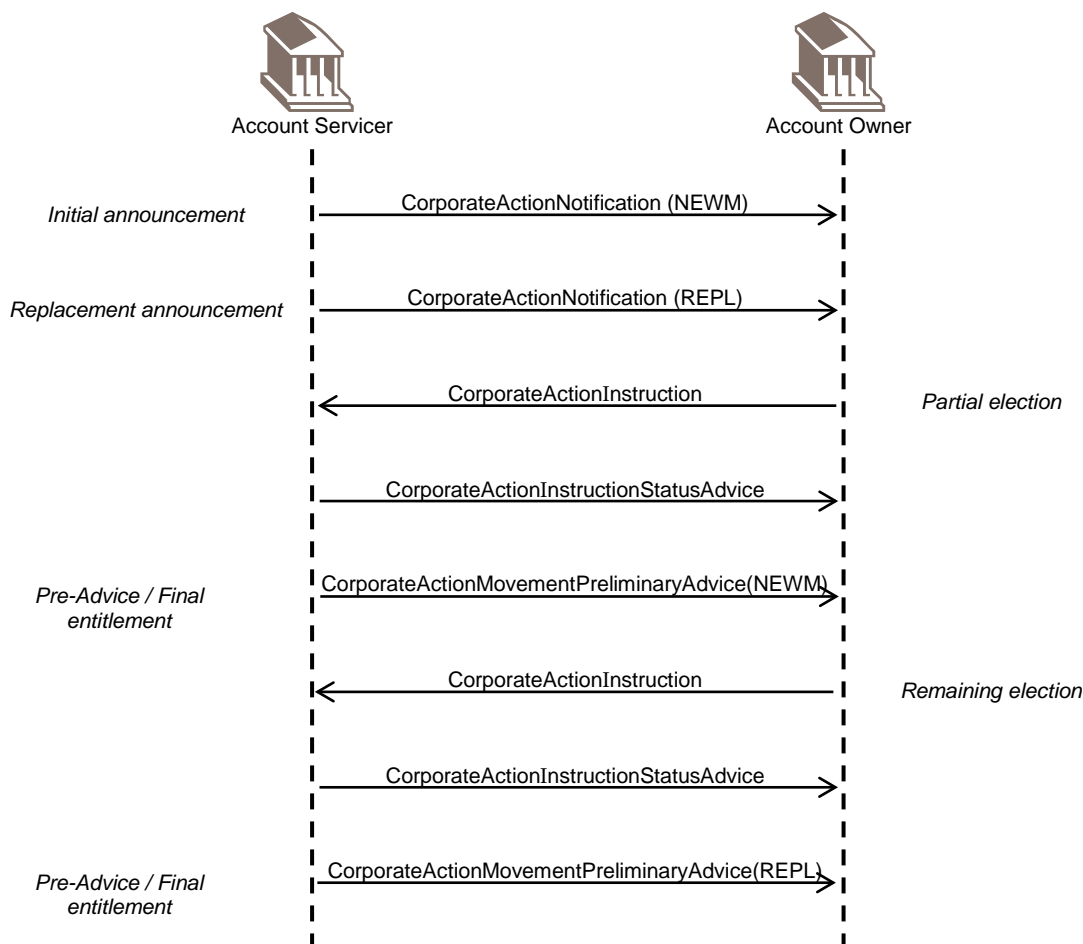 Account Servicer
Account Owner
Initial announcement
CorporateActionNotification (NEWM)
Replacement announcement
CorporateActionNotification (REPL)
CorporateActionInstruction
Partial election
CorporateActionInstructionStatusAdvice
Pre-Advice / Final
entitlement
CorporateActionMovementPreliminaryAdvice(NEWM)
CorporateActionInstruction
Remaining election
CorporateActionInstructionStatusAdvice
Pre-Advice / Final
entitlement
CorporateActionMovementPreliminaryAdvice(REPL)